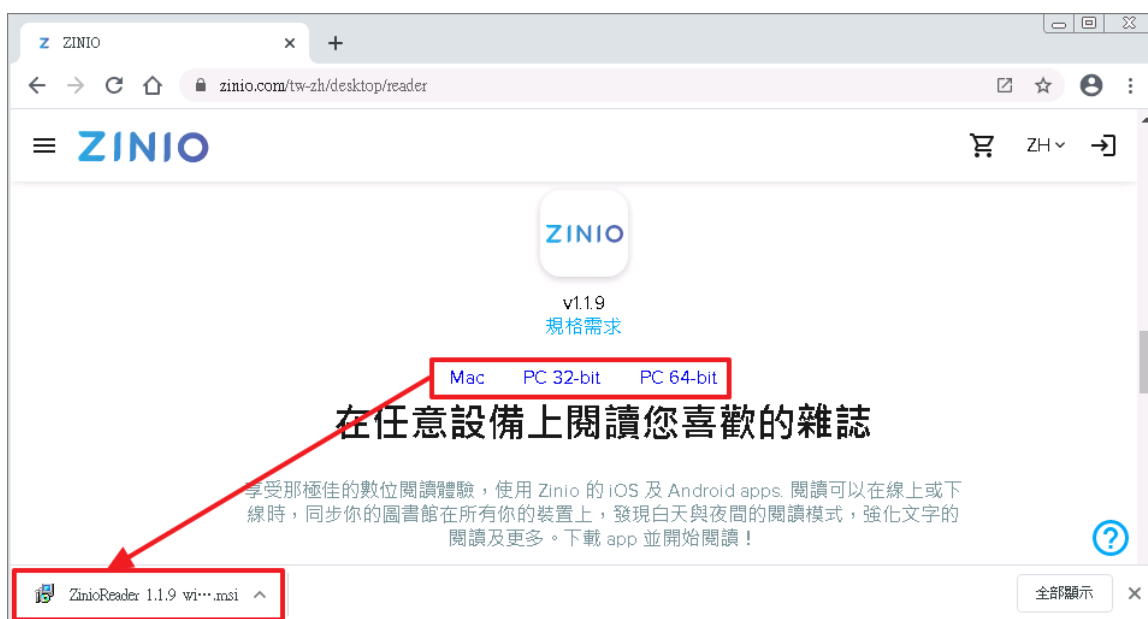 Z ZINIO
zinio.com/tw-zh/desktop/reader
ZINIO
ZH
ZINIO
v1.1.9
規格需求
Mac PC 32-bit PC 64-bit
在任意設備上閱讀您喜歡的雜誌
享受那極佳的數位閱讀體驗，使用 Zinio 的 iOS 及 Android apps. 閱讀可以在線上或下
線時，同步你的圖書館在所有你的裝置上，發現白天與夜間的閱讀模式，強化文字的
閱讀及更多。下載 app 並開始閱讀！
?
ZinioReader 1.1.9 wi….msi
全部顯示